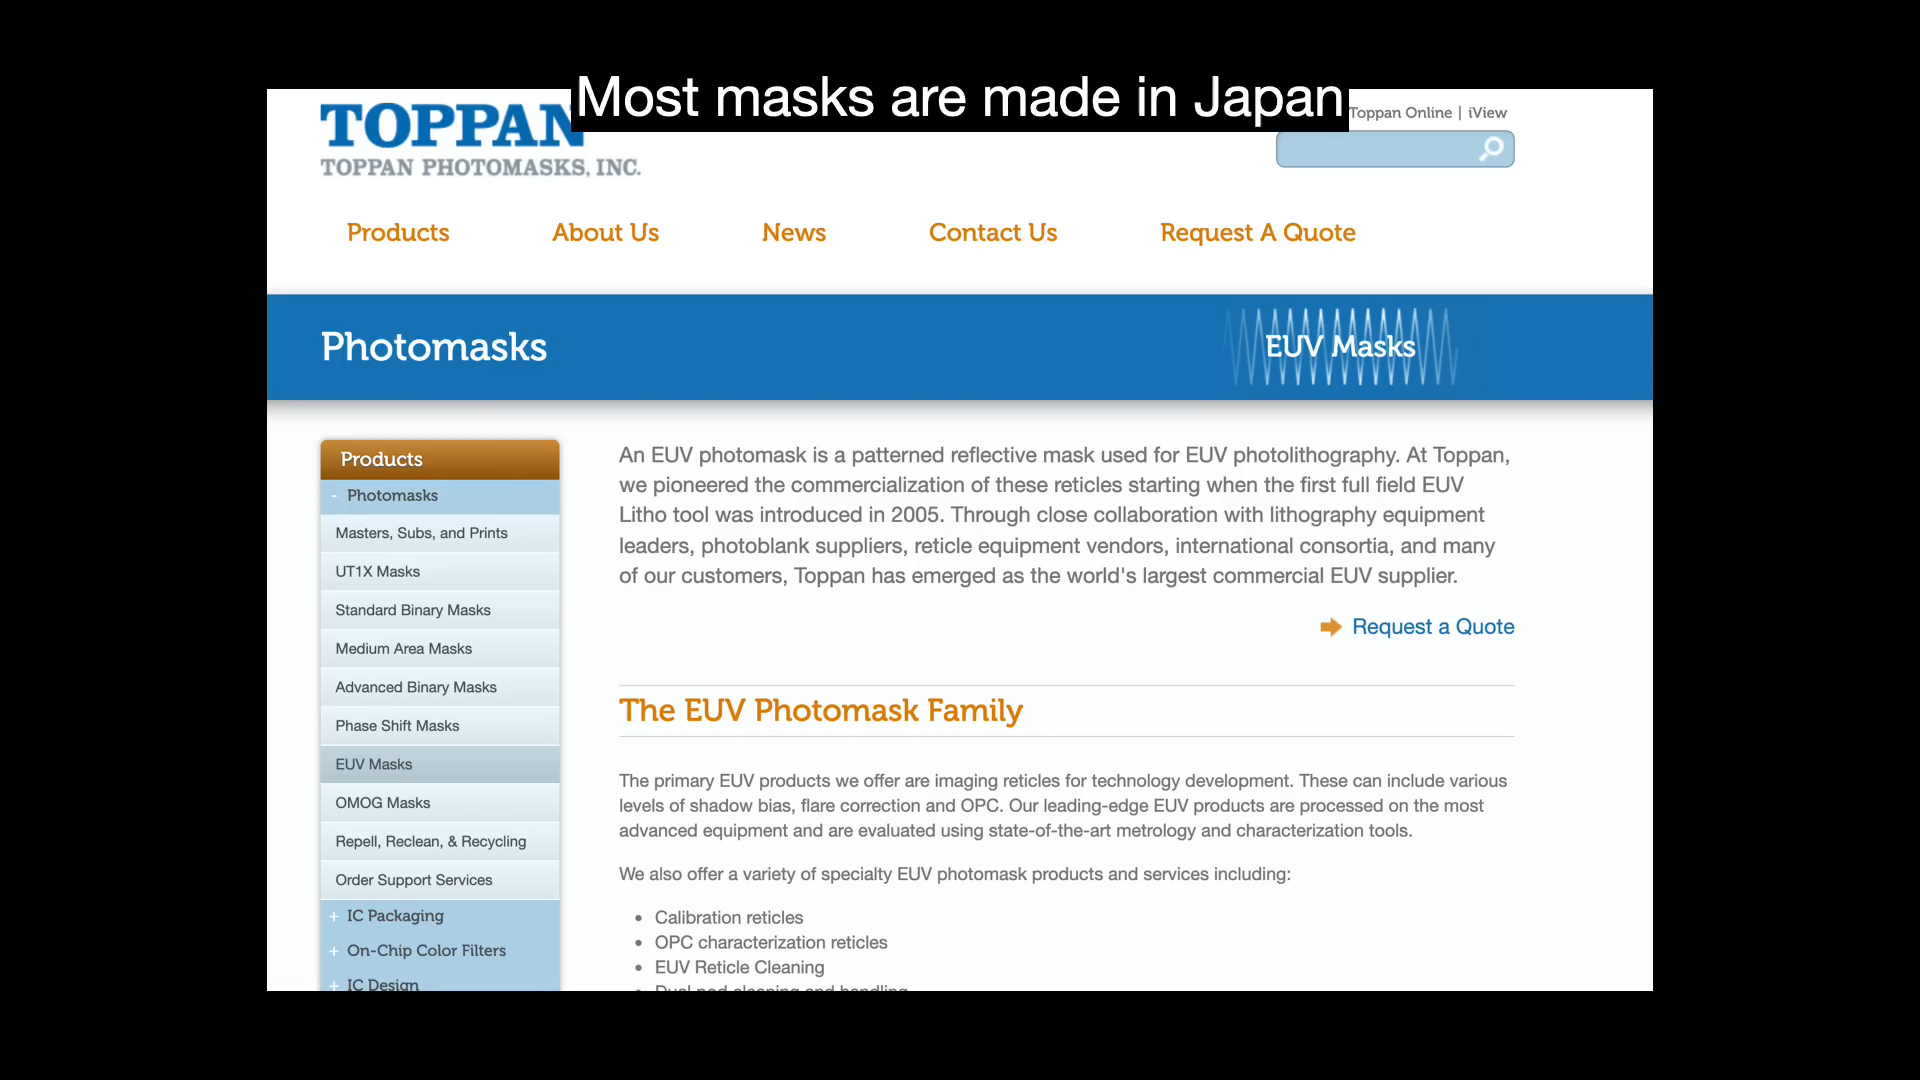 Most masks are made in Japan
TOPPAN
TOPPAN PHOTOMASKS, INC.
Toppan Online | iView
Products
About Us
News
Contact Us
Request A Quote
Photomasks
EUV Masks
Products
- Photomasks
Masters, Subs, and Prints
UT1X Masks
Standard Binary Masks
Medium Area Masks
Advanced Binary Masks
Phase Shift Masks
EUV Masks
OMOG Masks
Repell, Reclean, & Recycling
Order Support Services
+ IC Packaging
+ On-Chip Color Filters
+ IC Design
An EUV photomask is a patterned reflective mask used for EUV photolithography. At Toppan,
we pioneered the commercialization of these reticles starting when the first full field EUV
Litho tool was introduced in 2005. Through close collaboration with lithography equipment
leaders, photoblank suppliers, reticle equipment vendors, international consortia, and many
of our customers, Toppan has emerged as the world's largest commercial EUV supplier.
Request a Quote
The EUV Photomask Family
The primary EUV products we offer are imaging reticles for technology development. These can include various
levels of shadow bias, flare correction and OPC. Our leading-edge EUV products are processed on the most
advanced equipment and are evaluated using state-of-the-art metrology and characterization tools.
We also offer a variety of specialty EUV photomask products and services including:
• Calibration reticles
• OPC characterization reticles
• EUV Reticle Cleaning
• Dual pod cleaning and handling